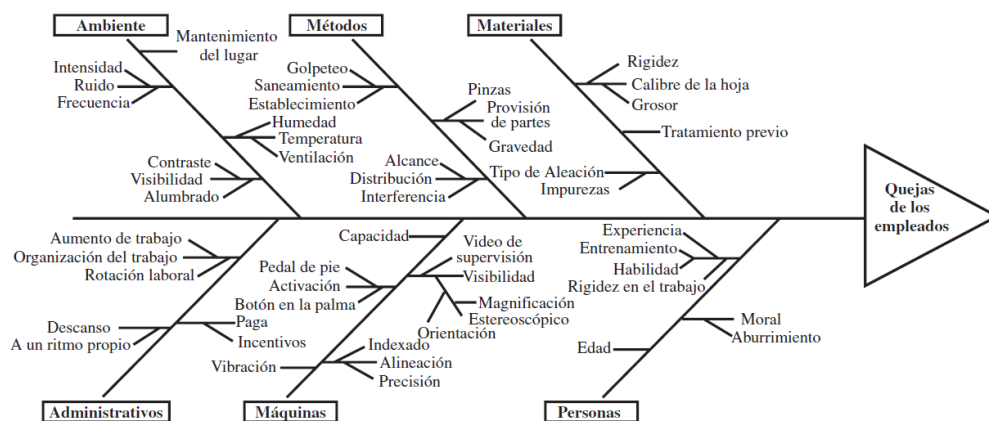 Ambiente
Métodos
Materiales
Mantenimiento
del lugar
Intensidad
Ruido
Frecuencia
Humedad
Temperatura
Ventilación
Contraste
Visibilidad
Alumbrado
Golpeteo
Saneamiento
Establecimiento
Pinzas
Provisión
de partes
Gravedad
Alcance
Distribución
Interferencia
Rigidez
Calibre de la hoja
Grosor
Tratamiento previo
Tipo de Aleación
Impurezas
Quejas
de los
empleados
Aumento de trabajo
Organización del trabajo
Rotación laboral
Paga
Incentivos
Descanso
A un ritmo propio
Capacidad
Video de
supervisión
Visibilidad
Magnificación
Estereoscópico
Orientación
Pedal de pie
Activación
Botón en la palma
Indexado
Alineación
Precisión
Vibración
Experiencia
Entrenamiento
Habilidad
Rigidez en el trabajo
Moral
Aburrimiento
Edad
Administrativos
Máquinas
Personas